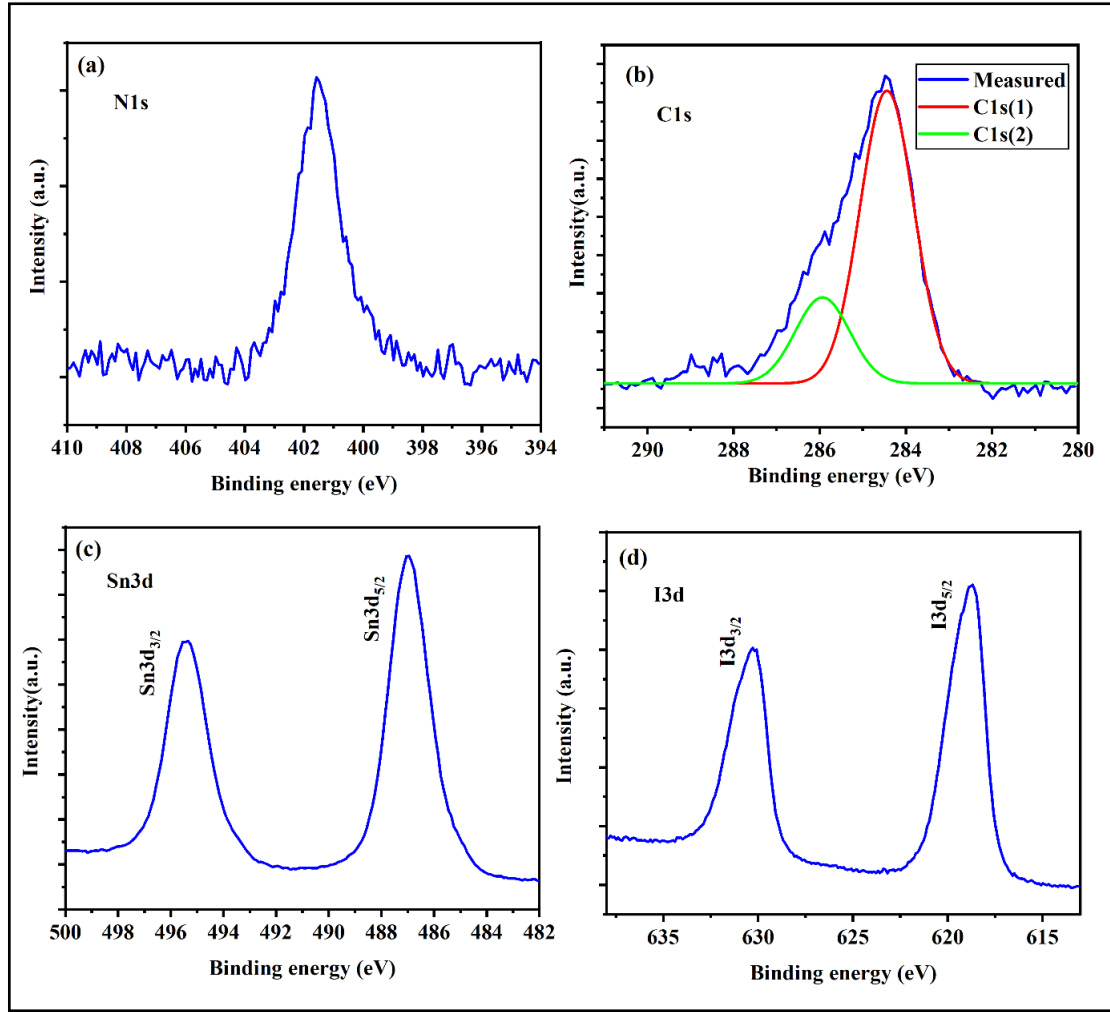 (a)
N1s
Intensity (a.u.)
410 408 406 404 402 400 398 396 394
Binding energy (eV)
(b)
C1s
Measured
C1s(1)
C1s(2)
Intensity(a.u.)
290 288 286 284 282 280
Binding energy (eV)
(c)
Sn3d
Sn3d3/2
Sn3d5/2
Intensity(a.u.)
500 498 496 494 492 490 488 486 484 482
Binding energy (eV)
(d)
I3d
I3d3/2
I3d5/2
Intensity (a.u.)
635 630 625 620 615
Binding energy (eV)